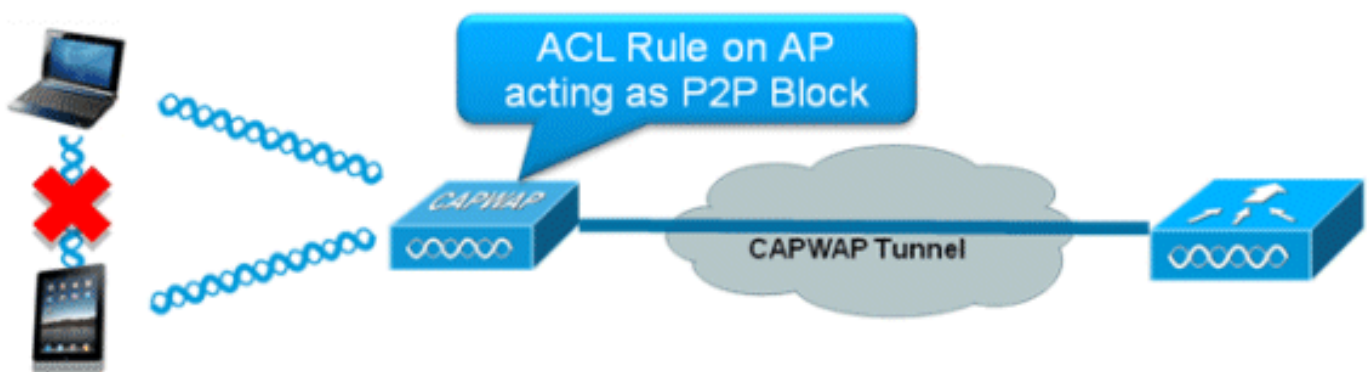 ACL Rule on AP
acting as P2P Block
CAPWAP
CAPWAP Tunnel